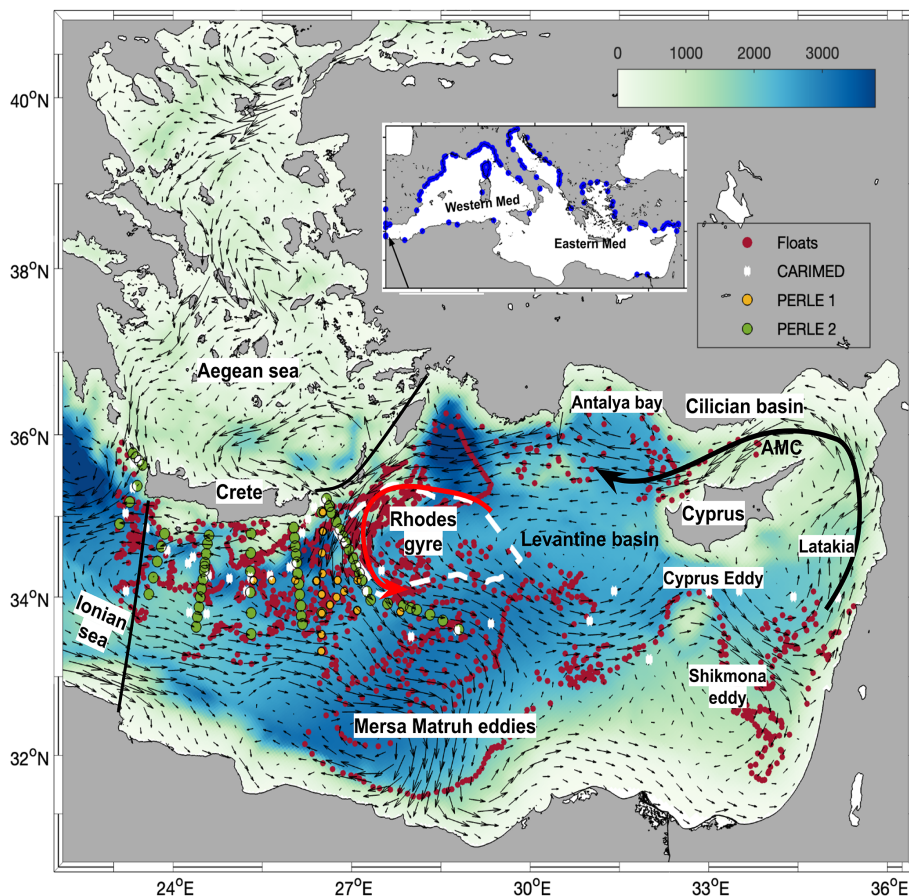 0 1000 2000 3000
40°N
Western Med
Eastern Med
Floats
CARIMED
PERLE 1
PERLE 2
38°N
Aegean sea
Antalya bay
Cilician basin
36°N
AMC
Crete
Cyprus
Rhodes
gyre
Levantine basin
Latakia
Cyprus Eddy
34°N
Ionian
sea
Shikmona
eddy
Mersa Matruh eddies
32°N
24°E 27°E 30°E 33°E 36°E